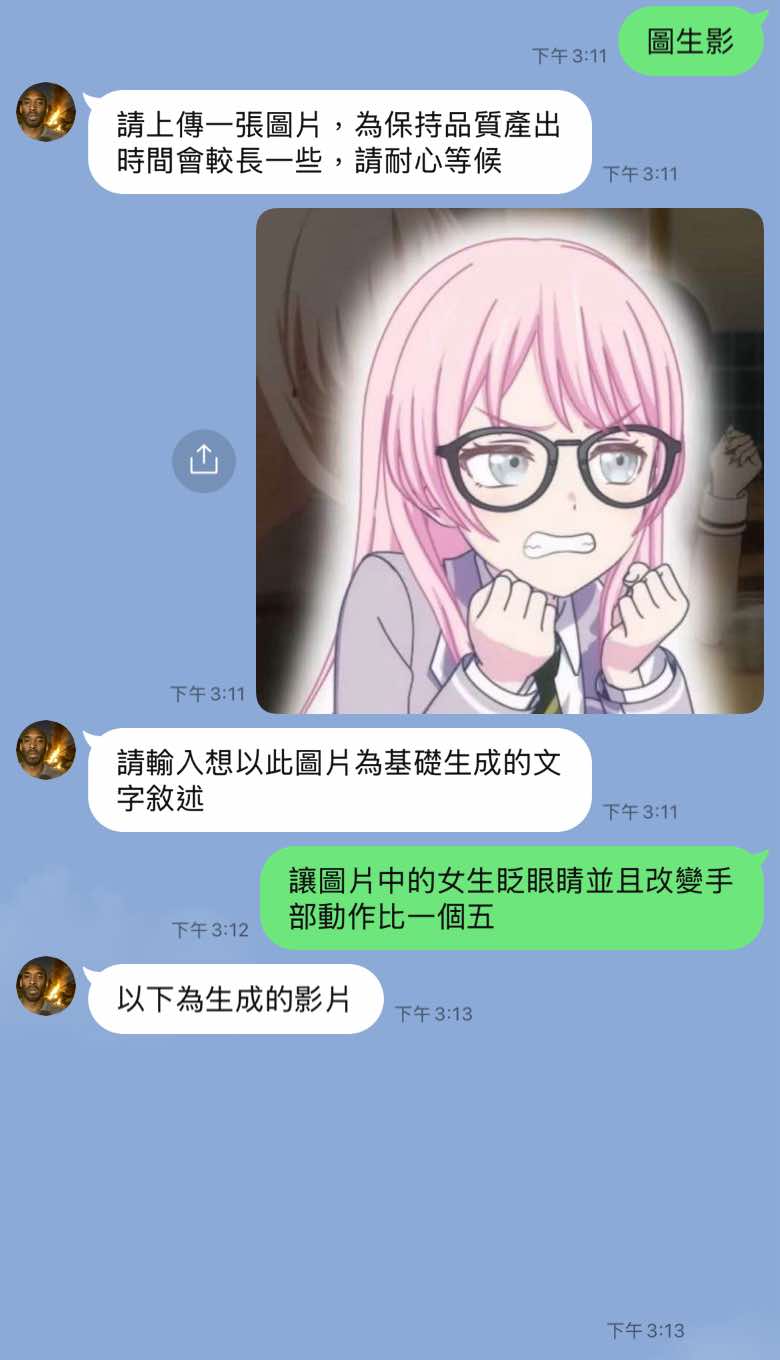 圖生影
下午 3:11
請上傳一張圖片，為保持品質產出
時間會較長一些，請耐心等候
下午 3:11
下午 3:11
請輸入想以此圖片為基礎生成的文
字敘述
下午 3:11
讓圖片中的女生眨眼睛並且改變手
部動作比一個五
下午 3:12
以下為生成的影片
下午 3:13
下午 3:13